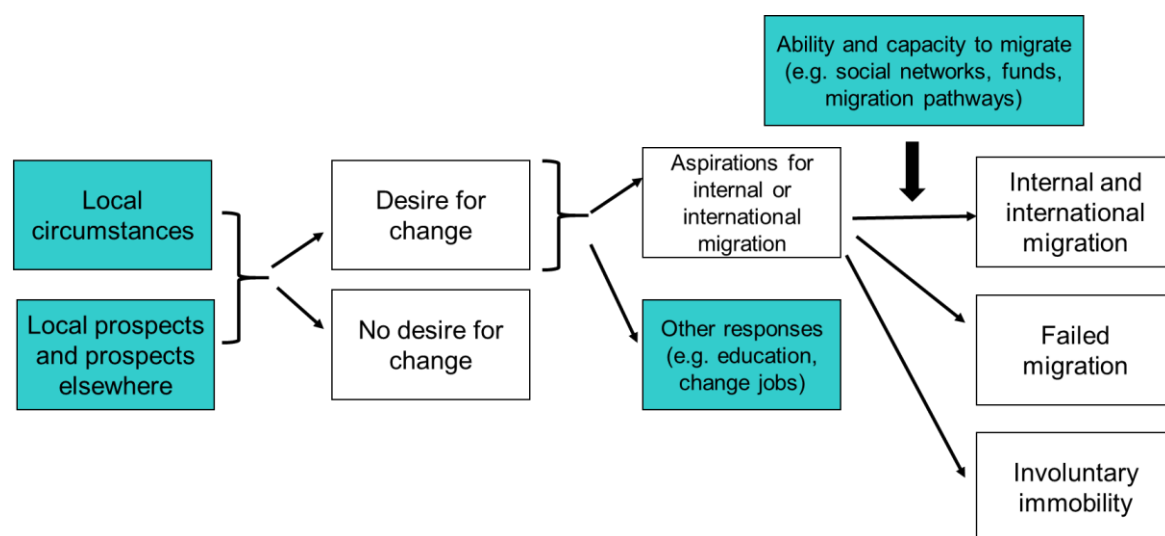 Ability and capacity to migrate
(e.g. social networks, funds,
migration pathways)
Local
circumstances
Local prospects
and prospects
elsewhere
Desire for
change
No desire for
change
Aspirations for
internal or
international
migration
Other responses
(e.g. education,
change jobs)
Internal and
international
migration
Failed
migration
Involuntary
immobility